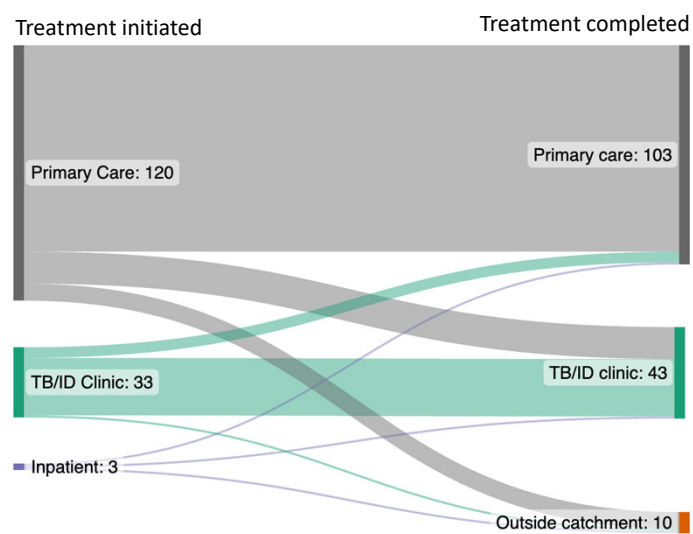 Treatment initiated
Treatment completed
Primary Care: 120
Primary care: 103
TB/ID Clinic: 33
TB/ID clinic: 43
Inpatient: 3
Outside catchment: 10